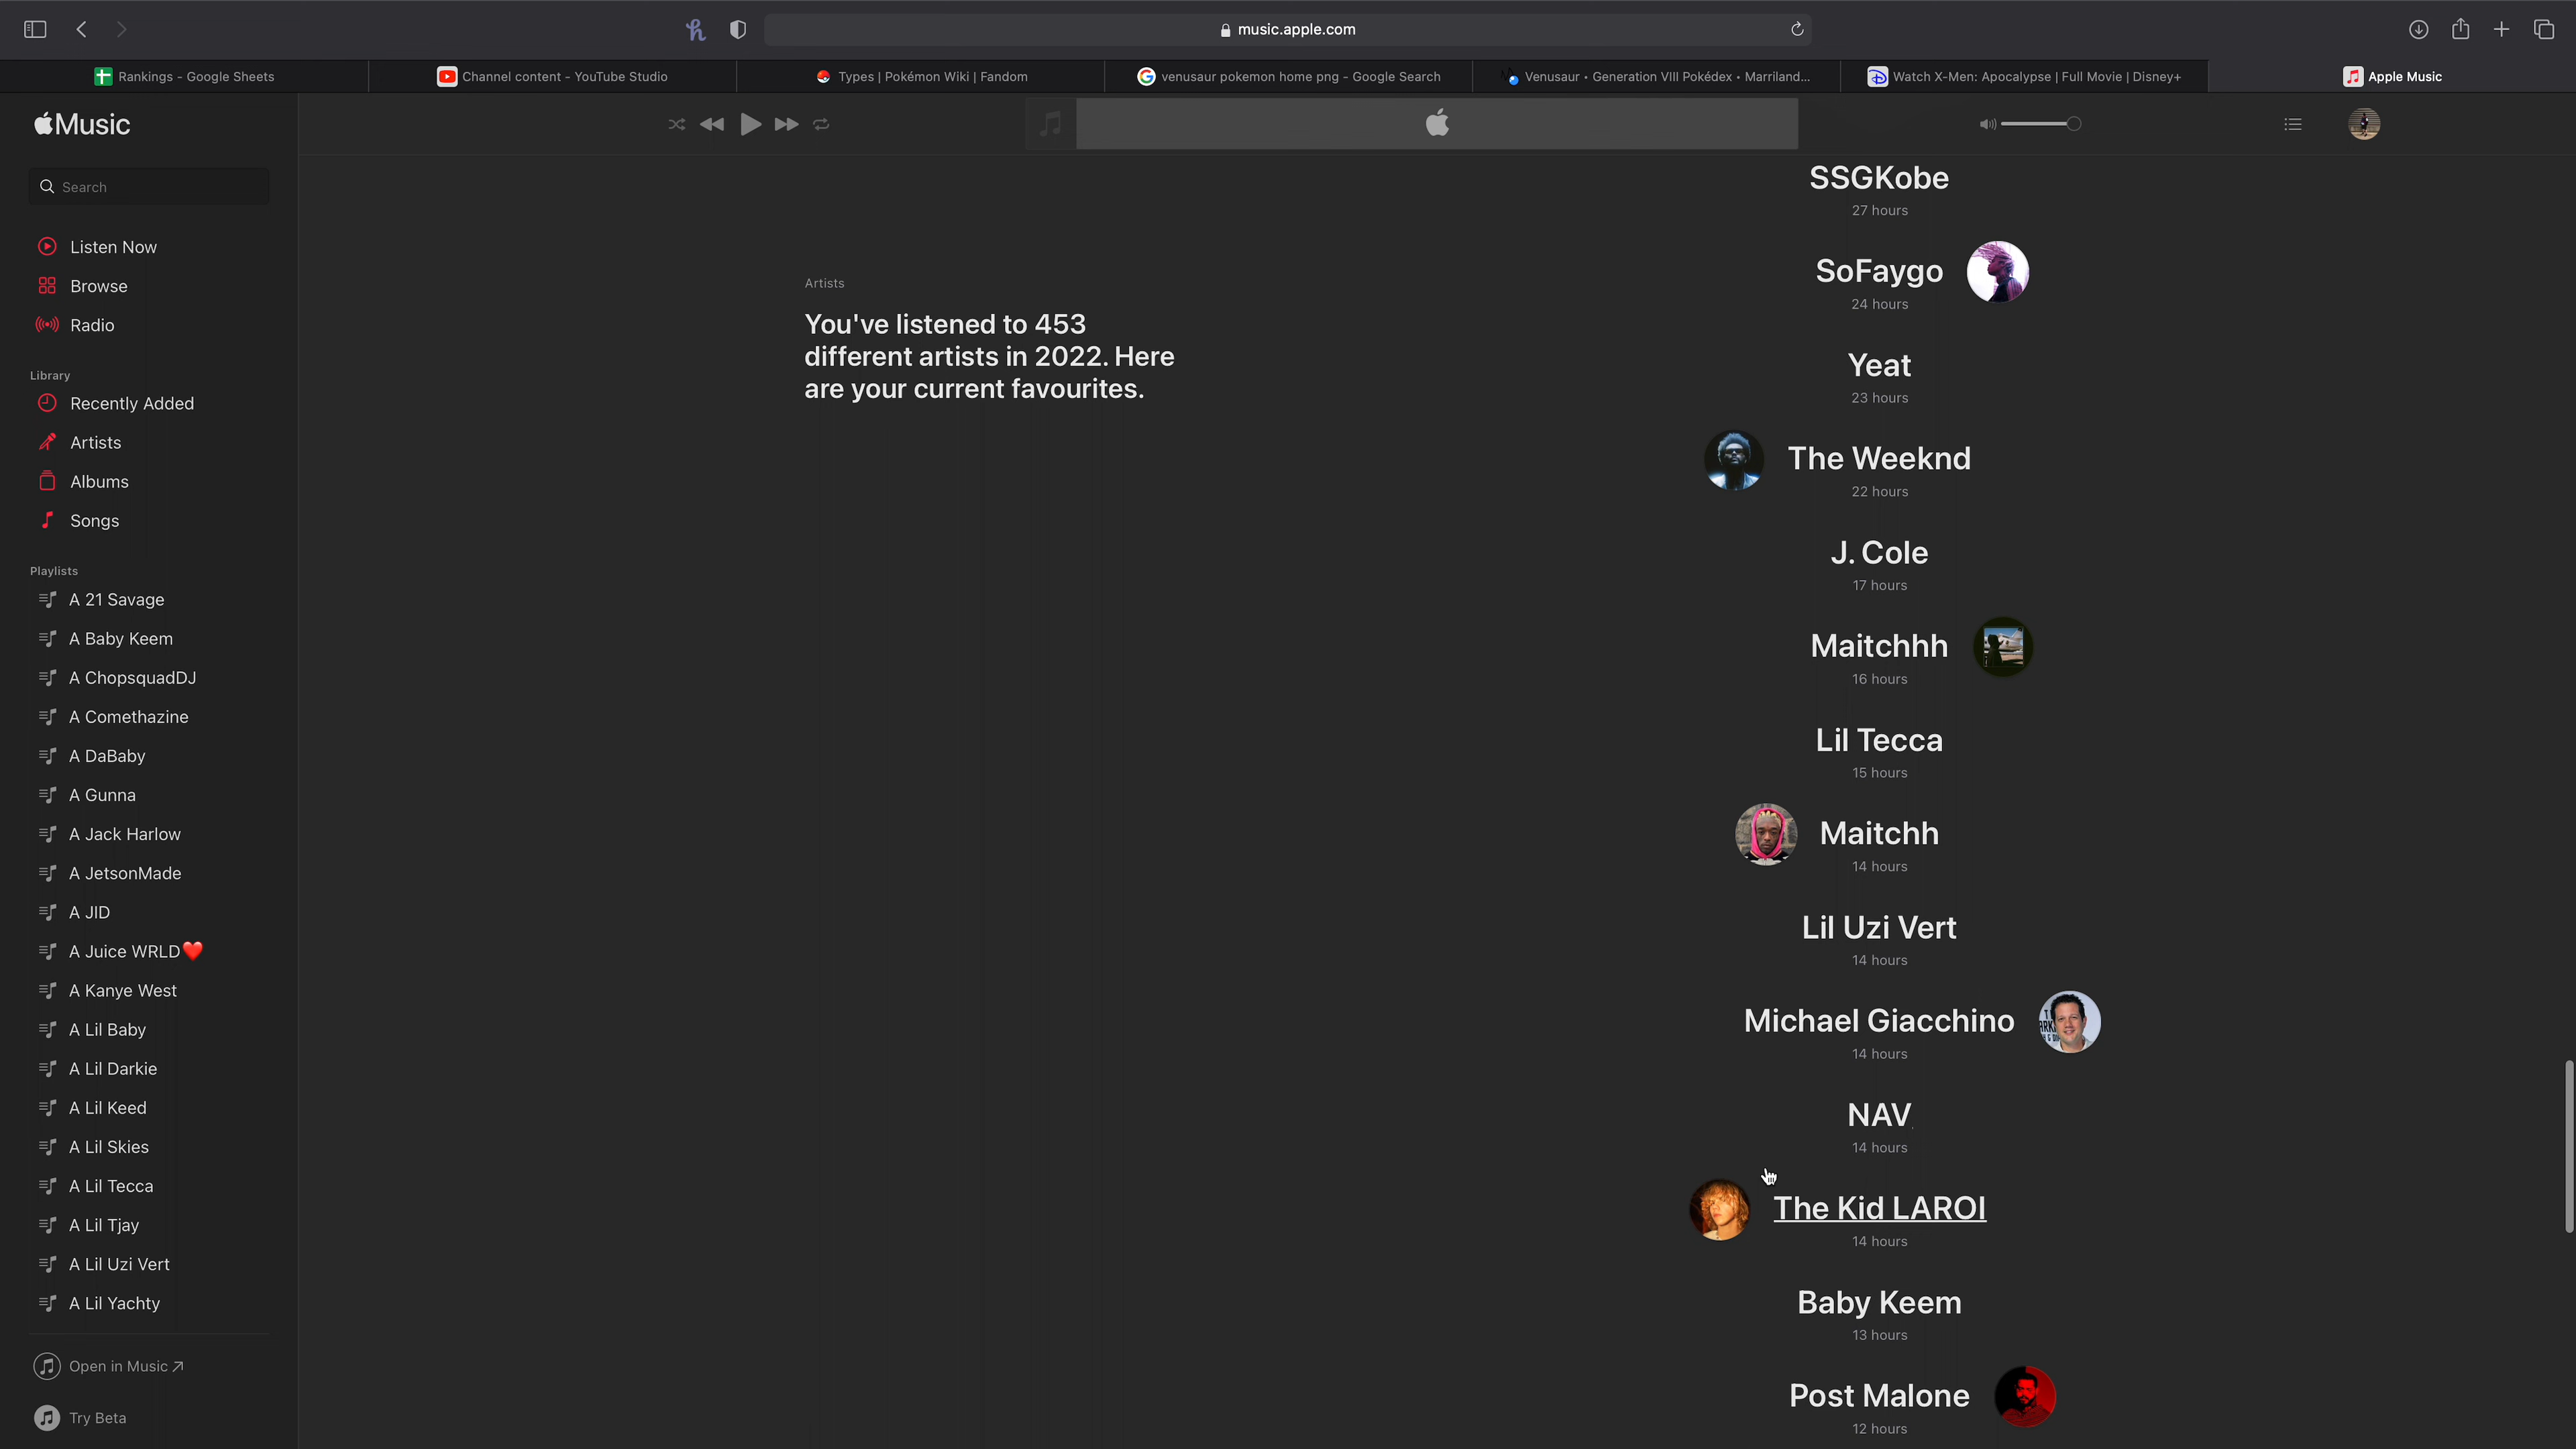 music.apple.com
Rankings - Google Sheets
Channel content - YouTube Studio
Types | Pokémon Wiki | Fandom
venusaur pokemon home png - Google Search
Venusaur • Generation VIII Pokédex • Marriland...
Watch X-Men: Apocalypse | Full Movie | Disney+
Apple Music
Music
Search
Listen Now
Browse
Radio
Library
Recently Added
Artists
Albums
Songs
Playlists
A 21 Savage
A Baby Keem
A ChopsquadDJ
A Comethazine
A DaBaby
A Gunna
A Jack Harlow
A JetsonMade
A JID
A Juice WRLD❤️
A Kanye West
A Lil Baby
A Lil Darkie
A Lil Keed
A Lil Skies
A Lil Tecca
A Lil Tjay
A Lil Uzi Vert
A Lil Yachty
Open in Music ↗
Try Beta
Artists
You've listened to 453
different artists in 2022. Here
are your current favourites.
SSGKobe
27 hours
SoFaygo
24 hours
Yeat
23 hours
The Weeknd
22 hours
J. Cole
17 hours
Maitchhh
16 hours
Lil Tecca
15 hours
Maitchh
14 hours
Lil Uzi Vert
14 hours
Michael Giacchino
14 hours
NAV
14 hours
The Kid LAROI
14 hours
Baby Keem
13 hours
Post Malone
12 hours